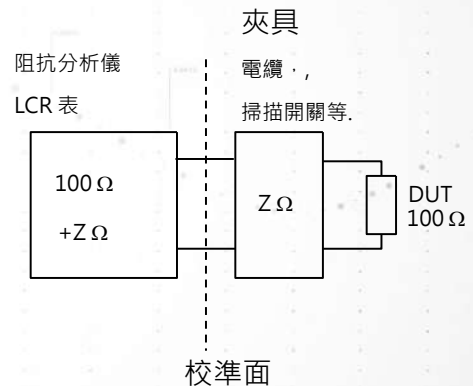 夾具
阻抗分析儀
電纜，,
LCR 表
掃描開關等.
100 Ω
+Z Ω
Z Ω
DUT
100 Ω
校準面